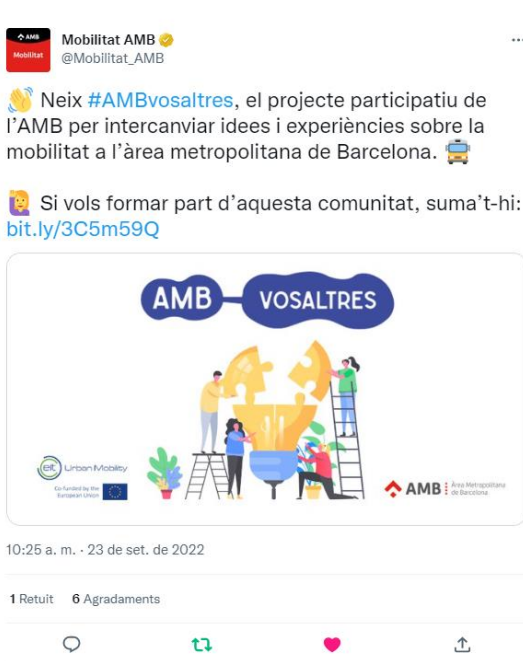 AMB
Mobilitat
Mobilitat AMB
@Mobilitat_AMB
👋 Neix #AMBvosaltres, el projecte participatiu de
l’AMB per intercanviar idees i experiències sobre la
mobilitat a l’àrea metropolitana de Barcelona. 🚍
🙋 Si vols formar part d’aquesta comunitat, suma’t-hi:
bit.ly/3C5m59Q
AMB VOSALTRES
eit Urban Mobility
Co-funded by the
European Union
AMB Àrea Metropolitana
de Barcelona
10:25 a. m. · 23 de set. de 2022
1 Retuit 6 Agradaments